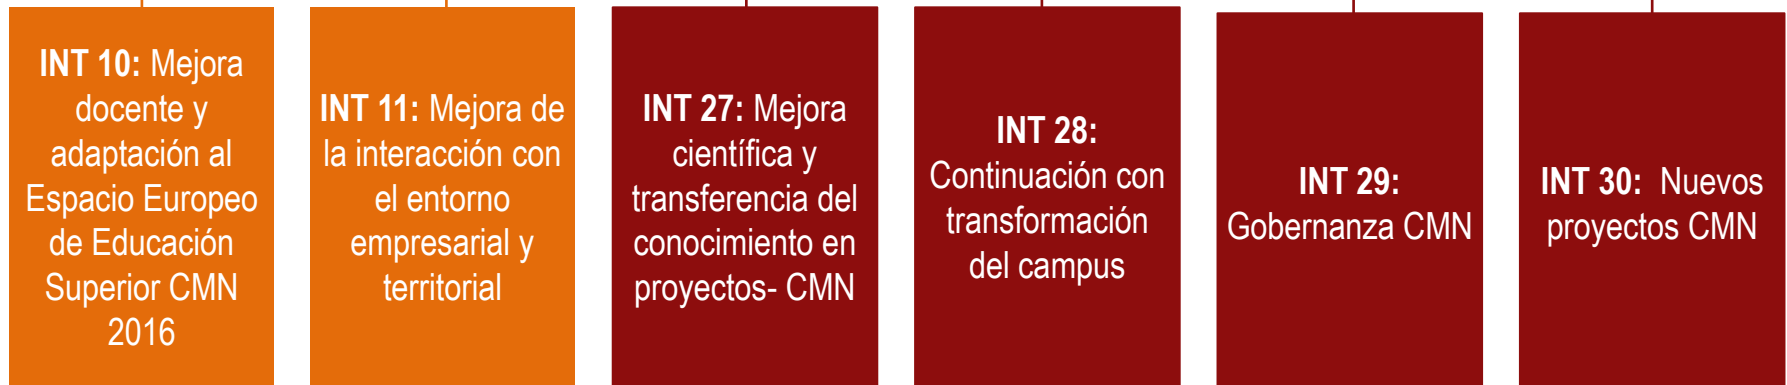 INT 10: Mejora
docente y
adaptación al
Espacio Europeo
de Educación
Superior CMN
2016
INT 11: Mejora de
la interacción con
el entorno
empresarial y
territorial
INT 27: Mejora
científica y
transferencia del
conocimiento en
proyectos- CMN
INT 28:
Continuación con
transformación
del campus
INT 29:
Gobernanza CMN
INT 30: Nuevos
proyectos CMN